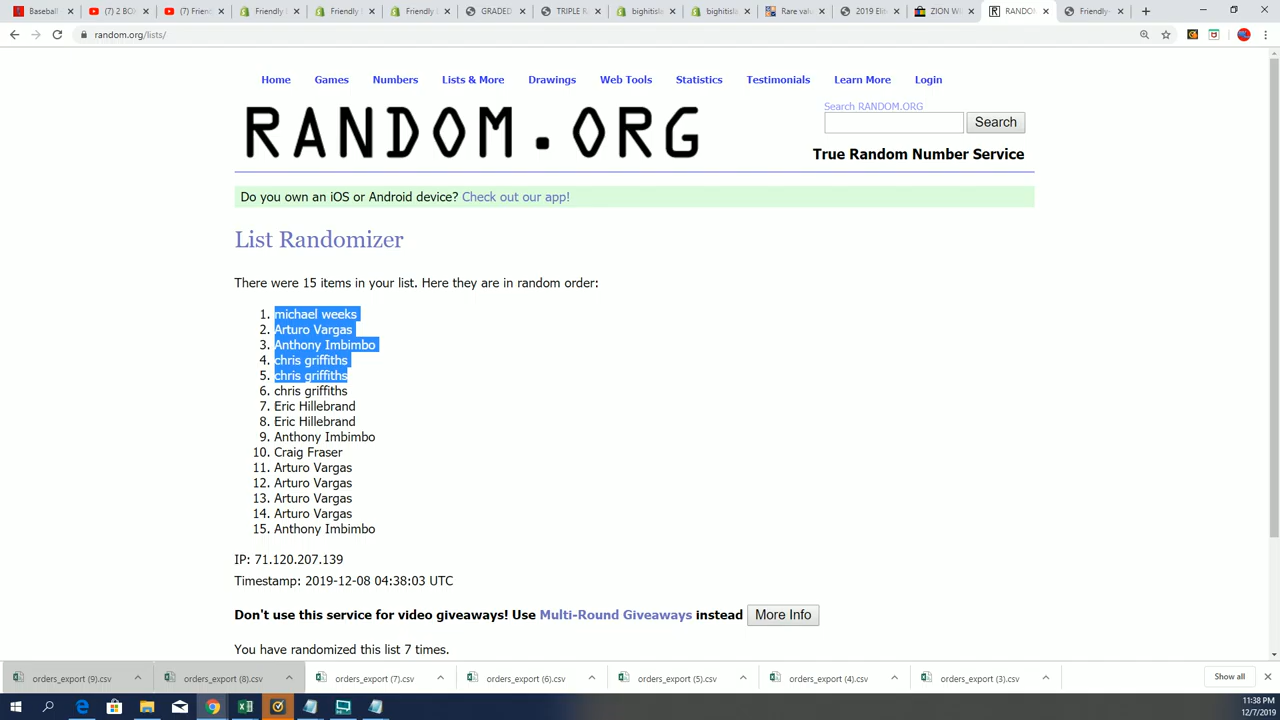 Baseball
(7) 2 BO
(7) Friend
Friendly
Friendly
Friendly
GRADED
TRIPLE R
bighitisla
bighitisla
Rare valu
2019 Elit
ZION WI
RANDO
Friendly-
random.org/lists/
Home Games Numbers Lists & More Drawings Web Tools Statistics Testimonials Learn More Login
RANDOM.ORG
Search RANDOM.ORG
Search
True Random Number Service
Do you own an iOS or Android device? Check out our app!
List Randomizer
There were 15 items in your list. Here they are in random order:
1. michael weeks
2. Arturo Vargas
3. Anthony Imbimbo
4. chris griffiths
5. chris griffiths
6. chris griffiths
7. Eric Hillebrand
8. Eric Hillebrand
9. Anthony Imbimbo
10. Craig Fraser
11. Arturo Vargas
12. Arturo Vargas
13. Arturo Vargas
14. Arturo Vargas
15. Anthony Imbimbo
IP: 71.120.207.139
Timestamp: 2019-12-08 04:38:03 UTC
Don't use this service for video giveaways! Use Multi-Round Giveaways instead More Info
You have randomized this list 7 times.
orders_export (9).csv
orders_export (8).csv
orders_export (7).csv
orders_export (6).csv
orders_export (5).csv
orders_export (4).csv
orders_export (3).csv
Show all
11:38 PM
12/7/2019